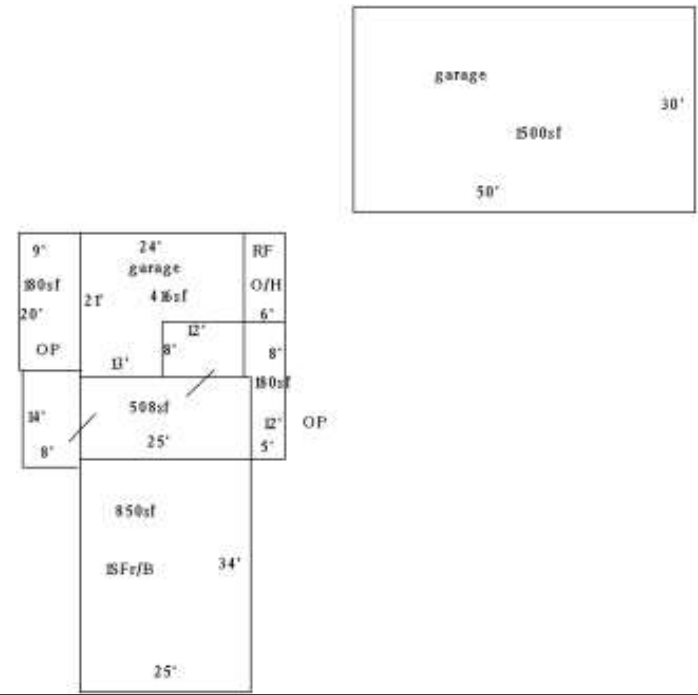 garage
30'
1500sf
50'
9'
24'
RF
garage
180sf
416sf
O/H
21'
20'
6'
12'
OP
8'
8'
13'
180sf
508sf
14'
12'
OP
25'
8'
5'
850sf
34'
1SFr/B
25'